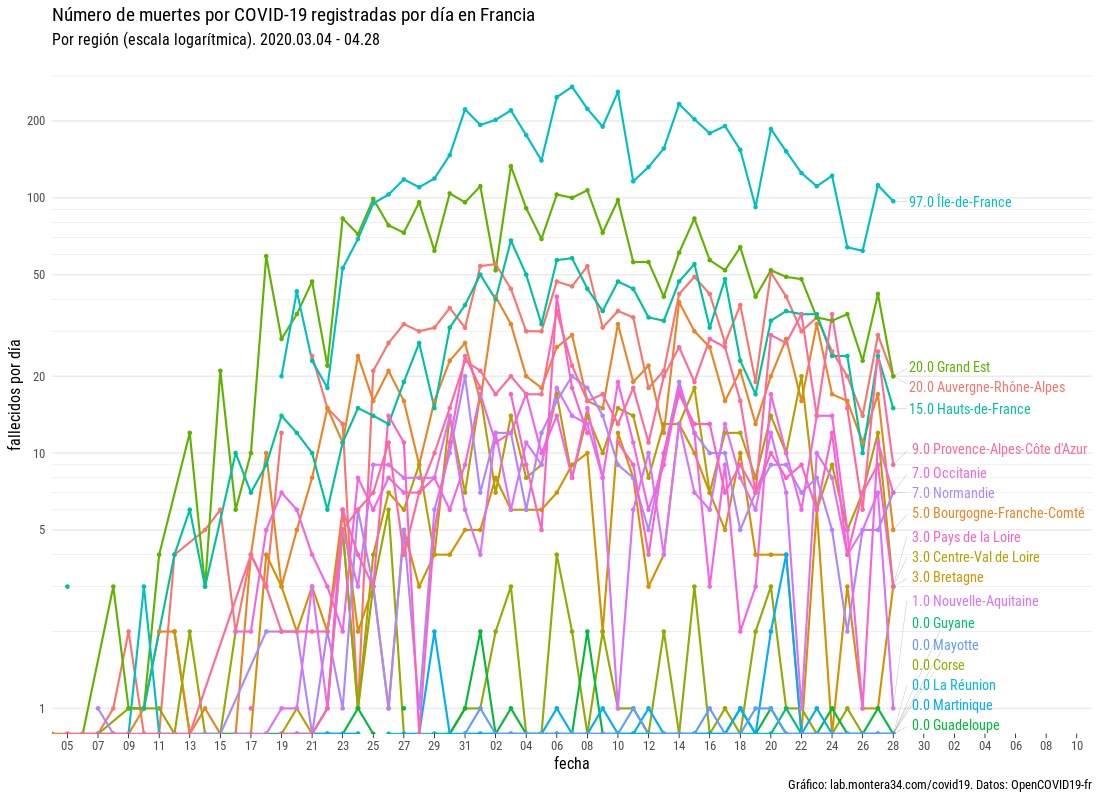 Número de muertes por COVID-19 registradas por día en Francia
Por región (escala logarítmica). 2020.03.04 - 04.28
fallecidos por día
200
100
50
20
10
5
1
97.0 Île-de-France
20.0 Grand Est
20.0 Auvergne-Rhône-Alpes
15.0 Hauts-de-France
9.0 Provence-Alpes-Côte d'Azur
7.0 Occitanie
7.0 Normandie
5.0 Bourgogne-Franche-Comté
3.0 Pays de la Loire
3.0 Centre-Val de Loire
3.0 Bretagne
1.0 Nouvelle-Aquitaine
0.0 Guyane
0.0 Mayotte
0.0 Corse
0.0 La Réunion
0.0 Martinique
0.0 Guadeloupe
05 07 09 11 13 15 17 19 21 23 25 27 29 31 02 04 06 08 10 12 14 16 18 20 22 24 26 28 30 02 04 06 08 10
fecha
Gráfico: lab.montera34.com/covid19. Datos: OpenCOVID19-fr